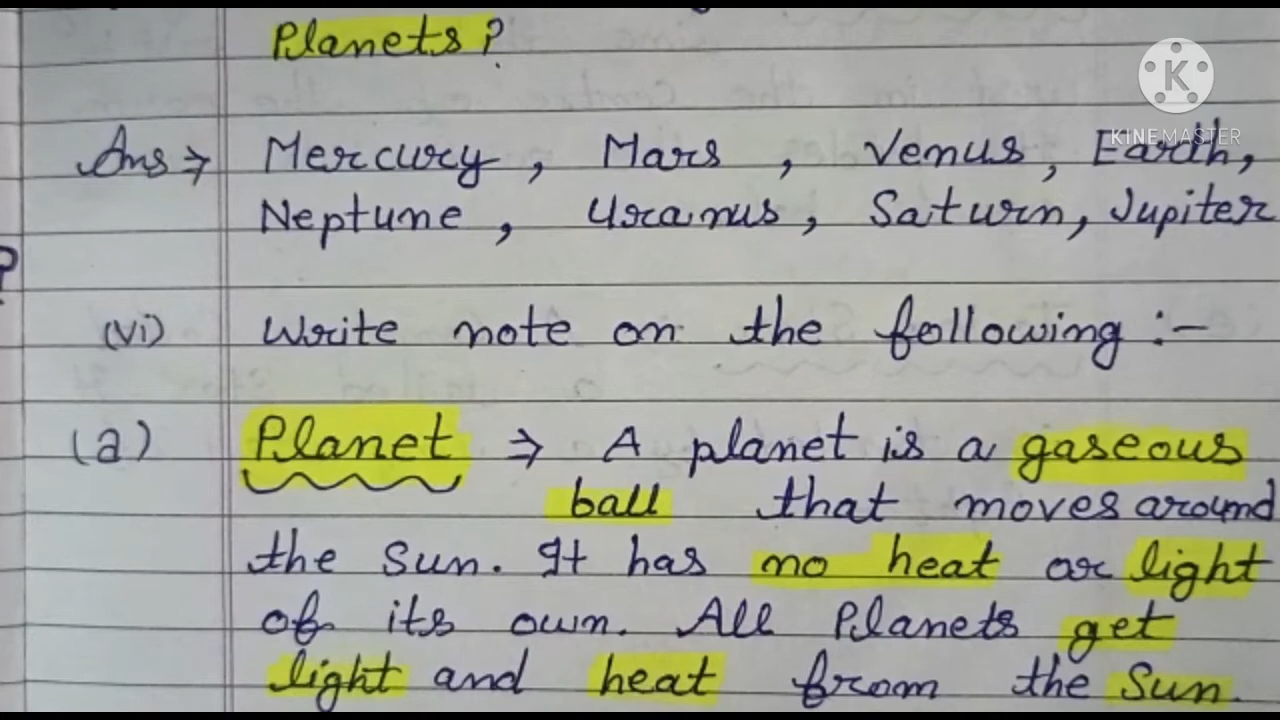 Planets?
K
KINEMASTER
Ans ⇒ Mercury, Mars, Venus, Earth,
Neptune, Uranus, Saturn, Jupiter
?
(vi) Write note on the following :-
(a) Planet ⇒ A planet is a gaseous
ball that moves around
the Sun. It has no heat or light
of its own. All Planets get
light and heat from the Sun.